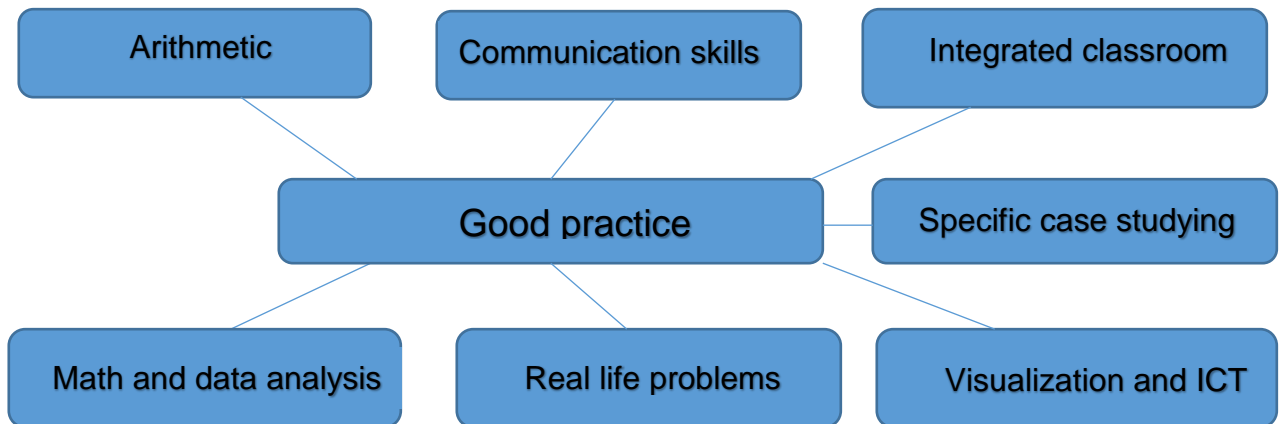 Arithmetic
Communication skills
Integrated classroom
Good practice
Specific case studying
Math and data analysis
Real life problems
Visualization and ICT